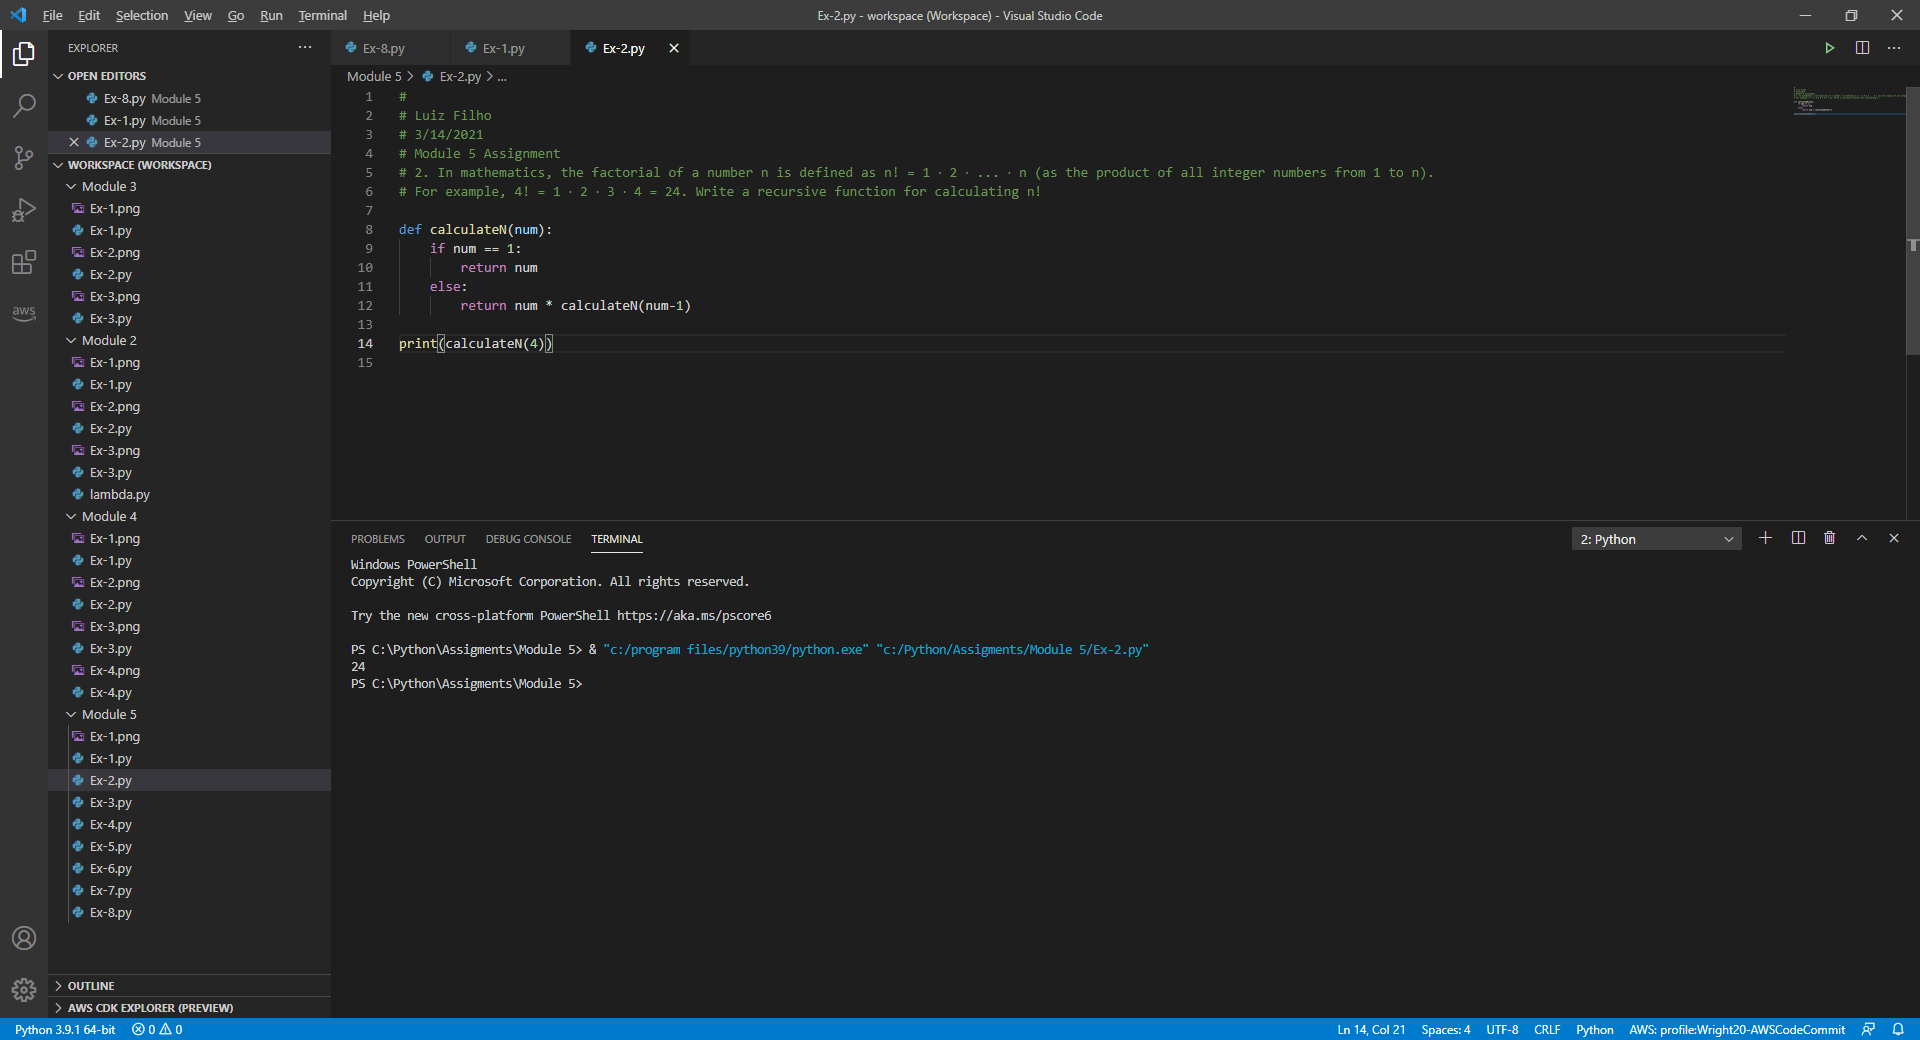 File Edit Selection View Go Run Terminal Help
Ex-2.py - workspace (Workspace) - Visual Studio Code
EXPLORER
OPEN EDITORS
Ex-8.py Module 5
Ex-1.py Module 5
Ex-2.py Module 5
WORKSPACE (WORKSPACE)
Module 3
Ex-1.png
Ex-1.py
Ex-2.png
Ex-2.py
Ex-3.png
Ex-3.py
Module 2
Ex-1.png
Ex-1.py
Ex-2.png
Ex-2.py
Ex-3.png
Ex-3.py
lambda.py
Module 4
Ex-1.png
Ex-1.py
Ex-2.png
Ex-2.py
Ex-3.png
Ex-3.py
Ex-4.png
Ex-4.py
Module 5
Ex-1.png
Ex-1.py
Ex-2.py
Ex-3.py
Ex-4.py
Ex-5.py
Ex-6.py
Ex-7.py
Ex-8.py
OUTLINE
AWS CDK EXPLORER (PREVIEW)
aws
Ex-8.py Ex-1.py Ex-2.py
Module 5 > Ex-2.py > ...
1 #
2 # Luiz Filho
3 # 3/14/2021
4 # Module 5 Assignment
5 # 2. In mathematics, the factorial of a number n is defined as n! = 1 · 2 · ... · n (as the product of all integer numbers from 1 to n).
6 # For example, 4! = 1 · 2 · 3 · 4 = 24. Write a recursive function for calculating n!
7
8 def calculateN(num):
9     if num == 1:
10         return num
11     else:
12         return num * calculateN(num-1)
13
14 print(calculateN(4))
15
PROBLEMS OUTPUT DEBUG CONSOLE TERMINAL
2: Python
Windows PowerShell
Copyright (C) Microsoft Corporation. All rights reserved.
Try the new cross-platform PowerShell https://aka.ms/pscore6
PS C:\Python\Assigments\Module 5> & "c:/program files/python39/python.exe" "c:/Python/Assigments/Module 5/Ex-2.py"
24
PS C:\Python\Assigments\Module 5>
Python 3.9.1 64-bit 0 0
Ln 14, Col 21 Spaces: 4 UTF-8 CRLF Python AWS: profile:Wright20-AWSCodeCommit